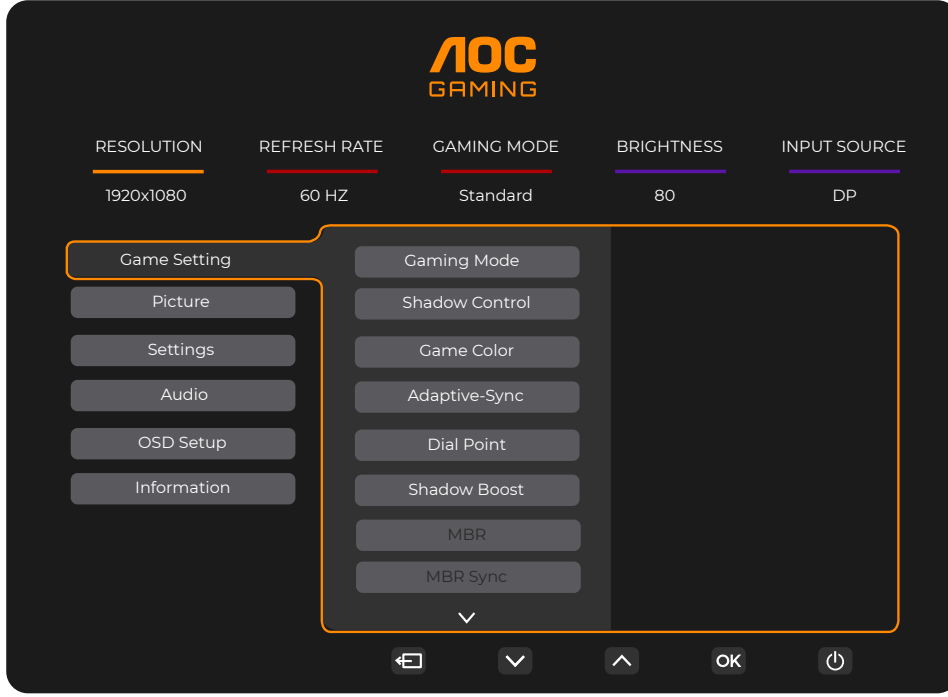 AOC
GAMING
RESOLUTION REFRESH RATE GAMING MODE BRIGHTNESS INPUT SOURCE
1920x1080 60 HZ Standard 80 DP
Game Setting
Picture
Settings
Audio
OSD Setup
Information
Gaming Mode
Shadow Control
Game Color
Adaptive-Sync
Dial Point
Shadow Boost
MBR
MBR Sync
OK